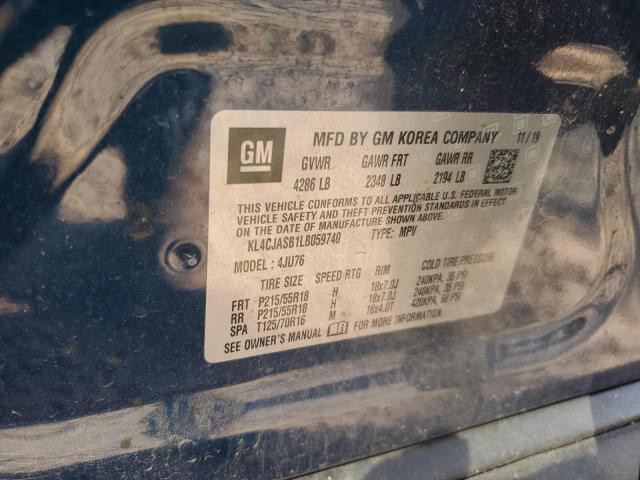 GM
MFD BY GM KOREA COMPANY 11/19
GVWR GAWR FRT GAWR RR
4286 LB 2348 LB 2194 LB
THIS VEHICLE CONFORMS TO ALL APPLICABLE U.S. FEDERAL MOTOR
VEHICLE SAFETY AND THEFT PREVENTION STANDARDS IN EFFECT
ON THE DATE OF MANUFACTURE SHOWN ABOVE.
KL4CJASB1LB059740 TYPE: MPV
MODEL: 4JU76
TIRE SIZE SPEED RTG RIM COLD TIRE PRESSURE
FRT P215/55R18 H 18x7.0J 240KPA, 35 PSI
RR P215/55R18 H 18x7.0J 240KPA, 35 PSI
SPA T125/70R16 M 16x4.0T 420KPA, 60 PSI
SEE OWNER'S MANUAL FOR MORE INFORMATION.